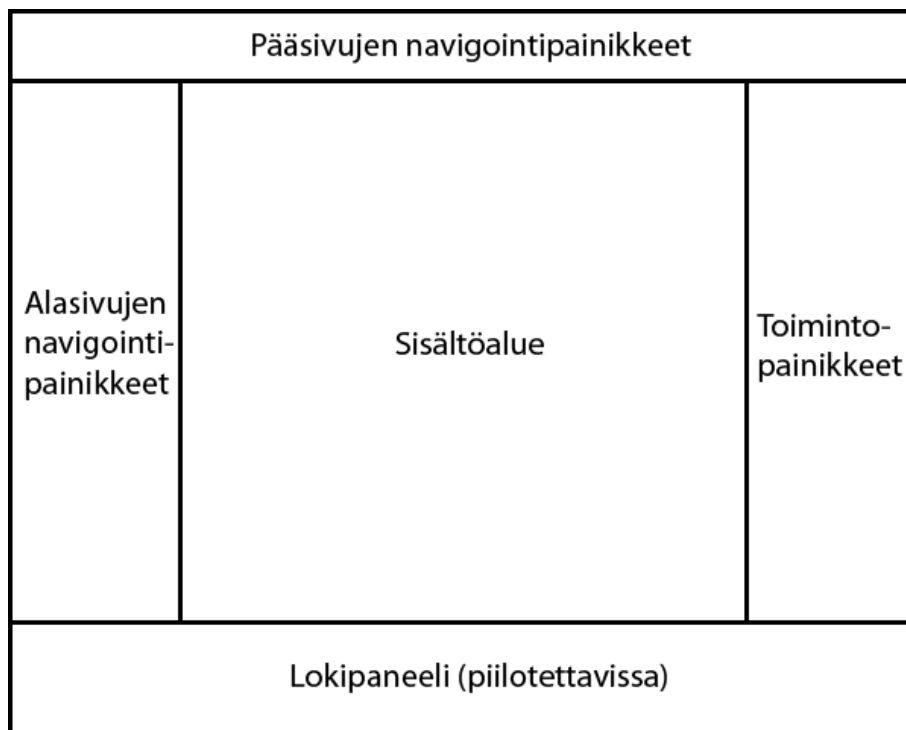 Pääsivujen navigointipainikkeet
Alasivujen
navigointi-
painikkeet
Sisältöalue
Toiminto-
painikkeet
Lokipaneeli (piilotettavissa)